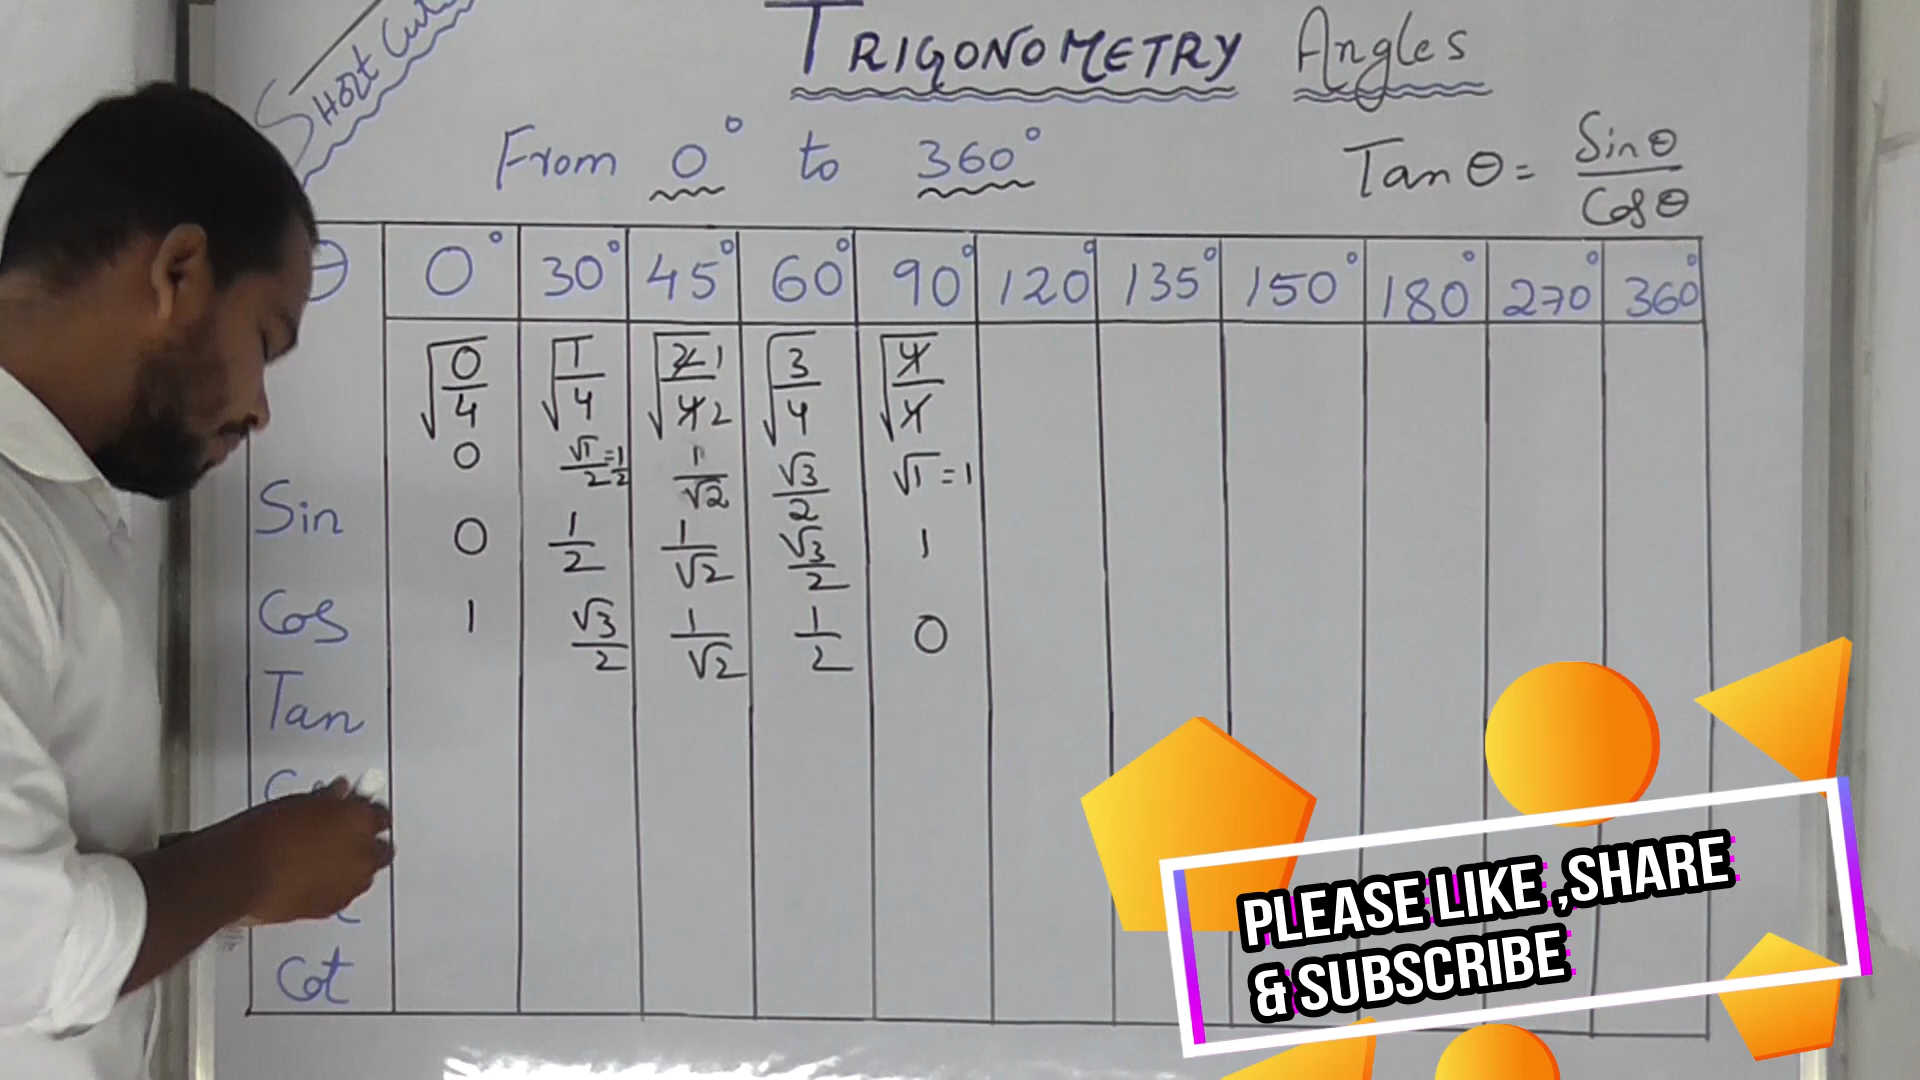 Short Cut
TRIGONOMETRY Angles
From 0° to 360°
Tan θ = Sin θ / Cos θ
θ 0° 30° 45° 60° 90° 120° 135° 150° 180° 270° 360°
√0/4 √1/4 √2/4 1 2 √3/4 √4/4
0 √1/2 = 1/2 1/√2 √3/2 √1 = 1
Sin 0 1/2 1/√2 √3/2 1
Cos 1 √3/2 1/√2 1/2 0
Tan
Cot
PLEASE LIKE ,SHARE
& SUBSCRIBE